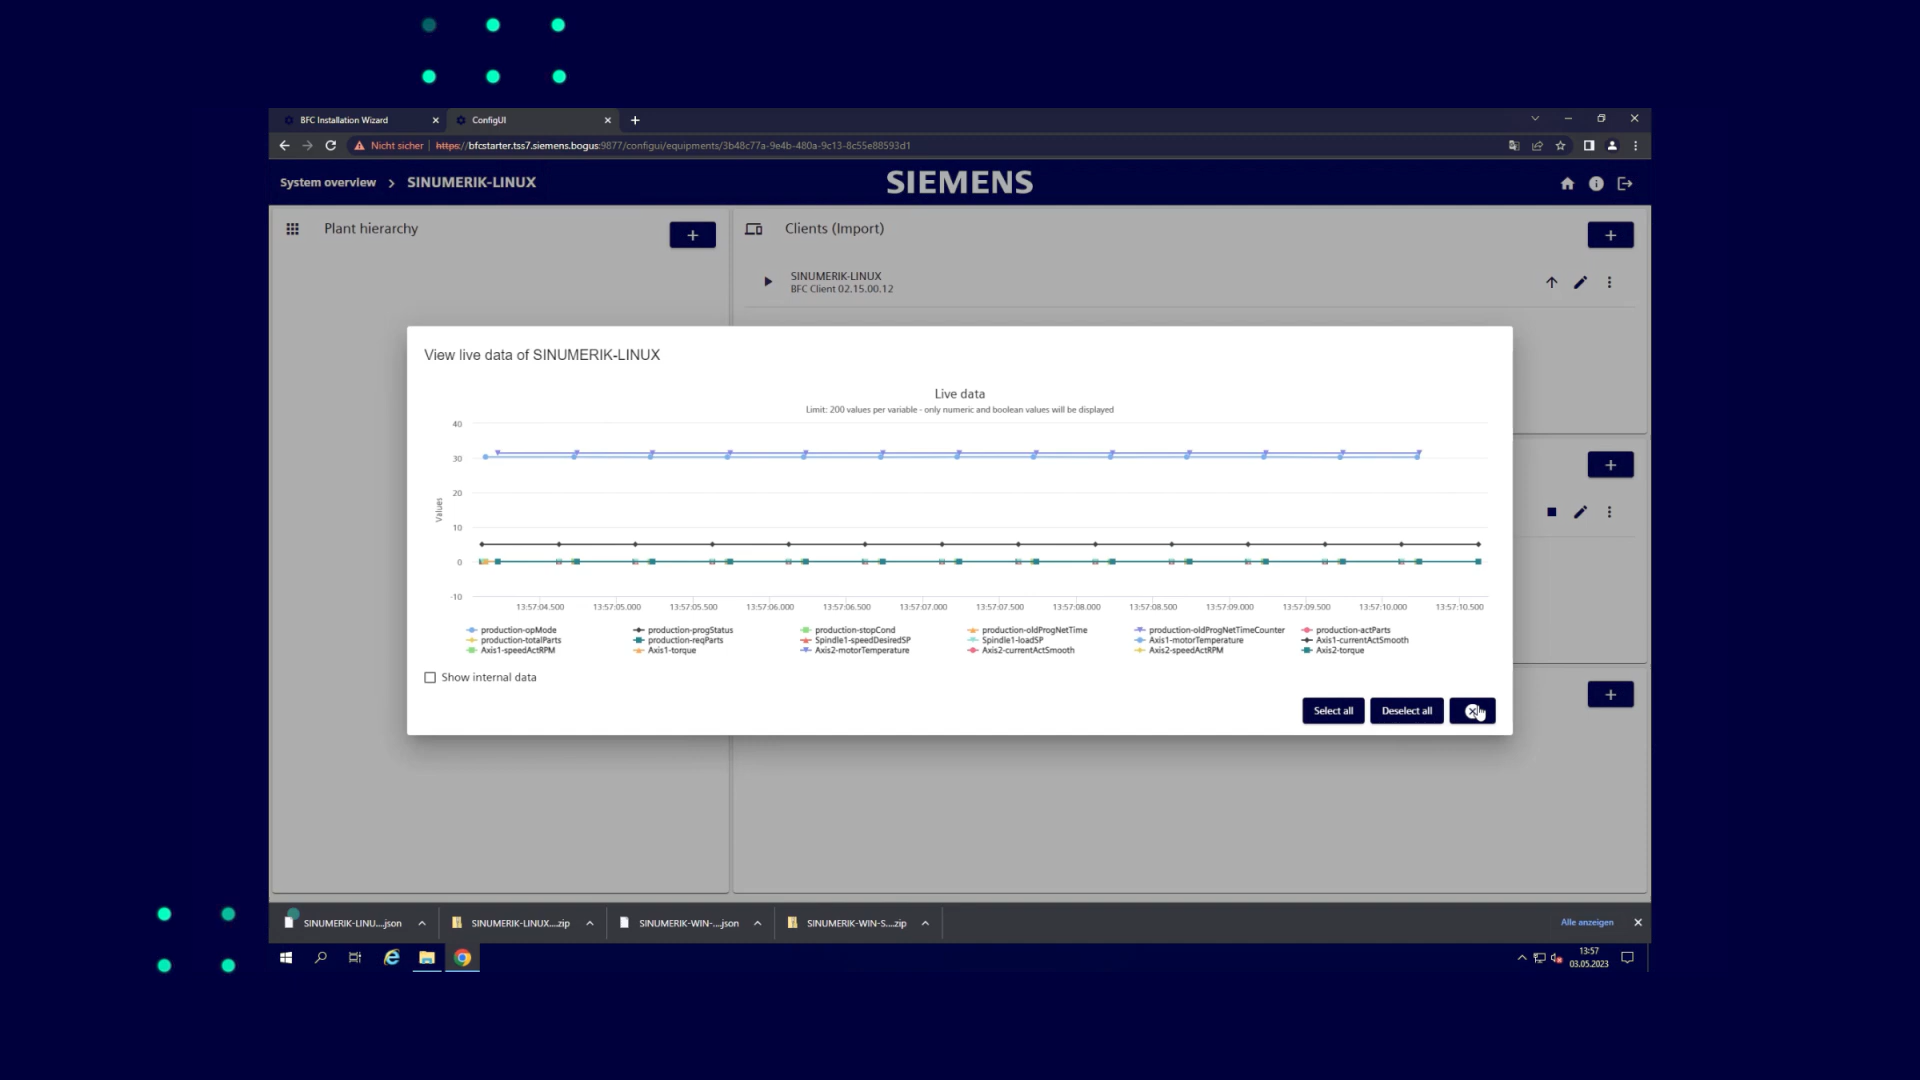 BFC Installation Wizard
ConfigUI
Nicht sicher
https://bfcstarter.tss7.siemens.bogus:9877/configui/equipments/3b48c77a-9e4b-480a-9c13-8c55e88593d1
System overview > SINUMERIK-LINUX
SIEMENS
Plant hierarchy
+
Clients (Import)
+
SINUMERIK-LINUX
BFC Client 02.15.00.12
View live data of SINUMERIK-LINUX
Live data
Limit: 200 values per variable - only numeric and boolean values will be displayed
Values
40
30
20
10
0
-10
13:57:04.500 13:57:05.000 13:57:05.500 13:57:06.000 13:57:06.500 13:57:07.000 13:57:07.500 13:57:08.000 13:57:08.500 13:57:09.000 13:57:09.500 13:57:10.000 13:57:10.500
production-opMode production-progStatus production-stopCond production-oldProgNetTime production-oldProgNetTimeCounter production-actParts
production-totalParts production-reqParts Spindle1-speedDesiredSP Spindle1-loadSP Axis1-motorTemperature Axis1-currentActSmooth
Axis1-speedActRPM Axis1-torque Axis2-motorTemperature Axis2-currentActSmooth Axis2-speedActRPM Axis2-torque
Show internal data
Select all
Deselect all
+
+
SINUMERIK-LINU....json
SINUMERIK-LINUX....zip
SINUMERIK-WIN-....json
SINUMERIK-WIN-S....zip
Alle anzeigen
13:57
03.05.2023